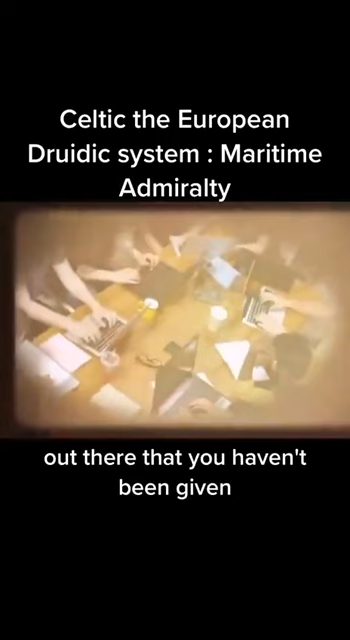 Celtic the European
Druidic system : Maritime
Admiralty
out there that you haven't
been given